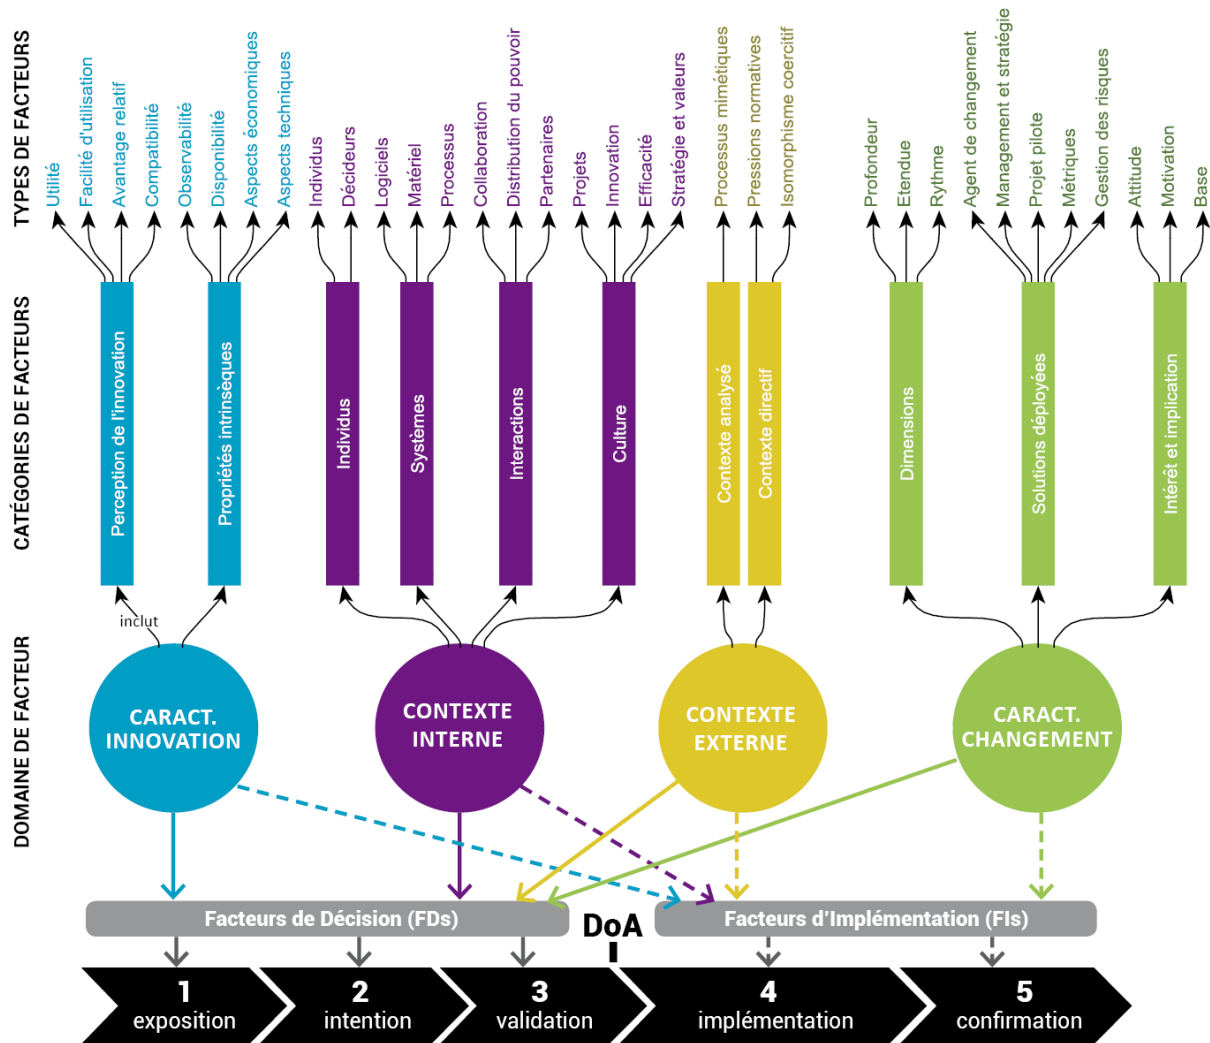 TYPES DE FACTEURS
Utilité
Facilité d'utilisation
Avantage relatif
Compatibilité
Observabilité
Disponibilité
Aspects économiques
Aspects techniques
Individus
Décideurs
Logiciels
Matériel
Processus
Collaboration
Distribution du pouvoir
Partenaires
Projets
Innovation
Efficacité
Stratégie et valeurs
Processus mimétiques
Pressions normatives
Isomorphisme coercitif
Profondeur
Etendue
Rythme
Agent de changement
Management et stratégie
Projet pilote
Métriques
Gestion des risques
Attitude
Motivation
Base
CATÉGORIES DE FACTEURS
Perception de l'innovation
Propriétés intrinsèques
Individus
Systèmes
Interactions
Culture
Contexte analysé
Contexte directif
Dimensions
Solutions déployées
Intérêt et implication
inclut
DOMAINE DE FACTEUR
CARACT.
INNOVATION
CONTEXTE
INTERNE
CONTEXTE
EXTERNE
CARACT.
CHANGEMENT
Facteurs de Décision (FDs)
DoA
Facteurs d'Implémentation (FIs)
1
exposition
2
intention
3
validation
4
implémentation
5
confirmation